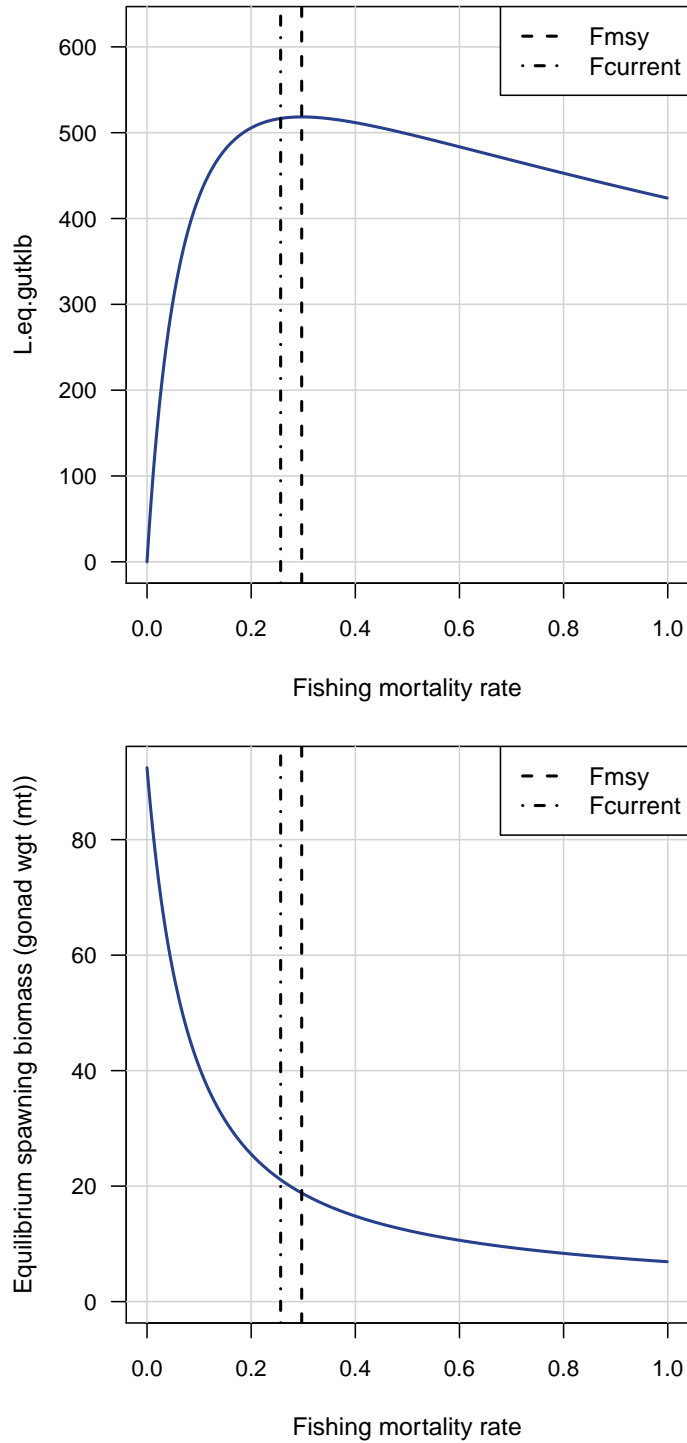 600
500
400
300
200
100
0
L.eq.gutklb
Fmsy
Fcurrent
0.0 0.2 0.4 0.6 0.8 1.0
Fishing mortality rate
80
60
40
20
0
Equilibrium spawning biomass (gonad wgt (mt))
Fmsy
Fcurrent
0.0 0.2 0.4 0.6 0.8 1.0
Fishing mortality rate